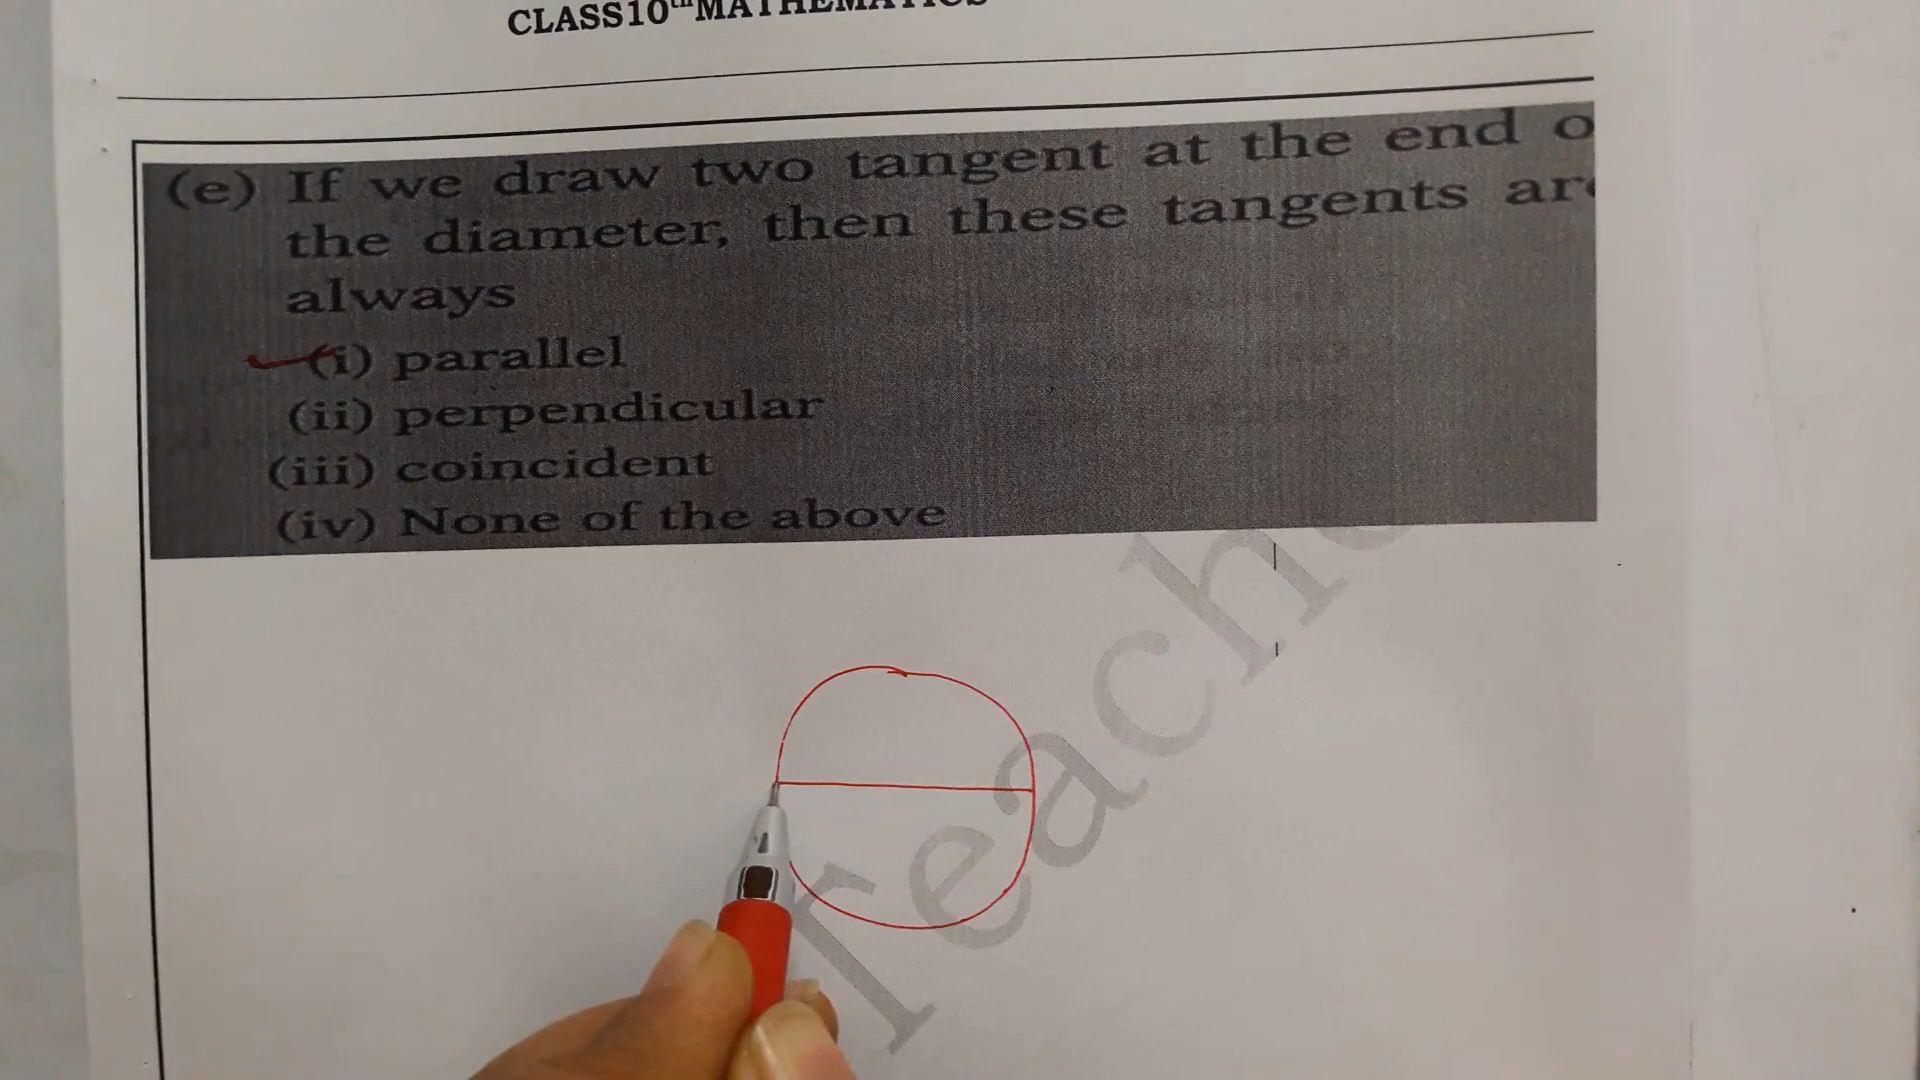 CLASS10th MATHEMATICS
(e) If we draw two tangent at the end
the diameter, then these tangents are
always
(i) parallel
(ii) perpendicular
(iii) coincident
(iv) None of the above
Teach